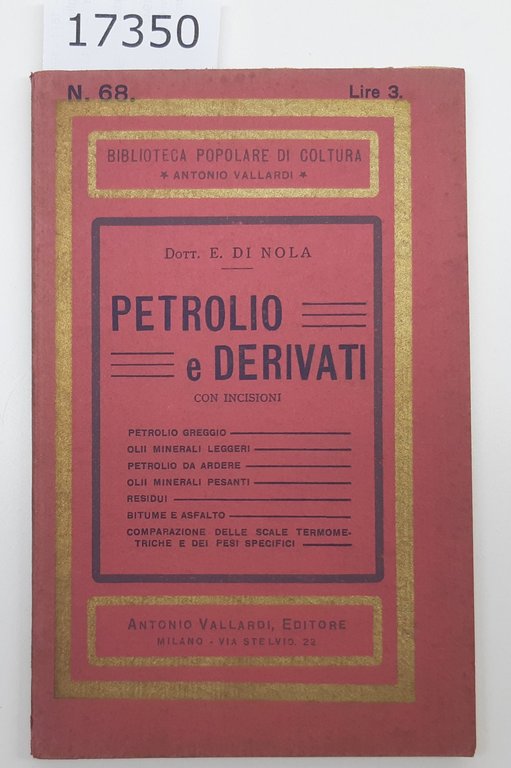 17350
N. 68. Lire 3.
BIBLIOTECA POPOLARE DI COLTURA
* ANTONIO VALLARDI *
DOTT. E. DI NOLA
PETROLIO
e DERIVATI
CON INCISIONI
PETROLIO GREGGIO
OLII MINERALI LEGGERI
PETROLIO DA ARDERE
OLII MINERALI PESANTI
RESIDUI
BITUME E ASFALTO
COMPARAZIONE DELLE SCALE TERMOME-
TRICHE E DEI PESI SPECIFICI
ANTONIO VALLARDI, EDITORE
MILANO - VIA STELVIO, 22